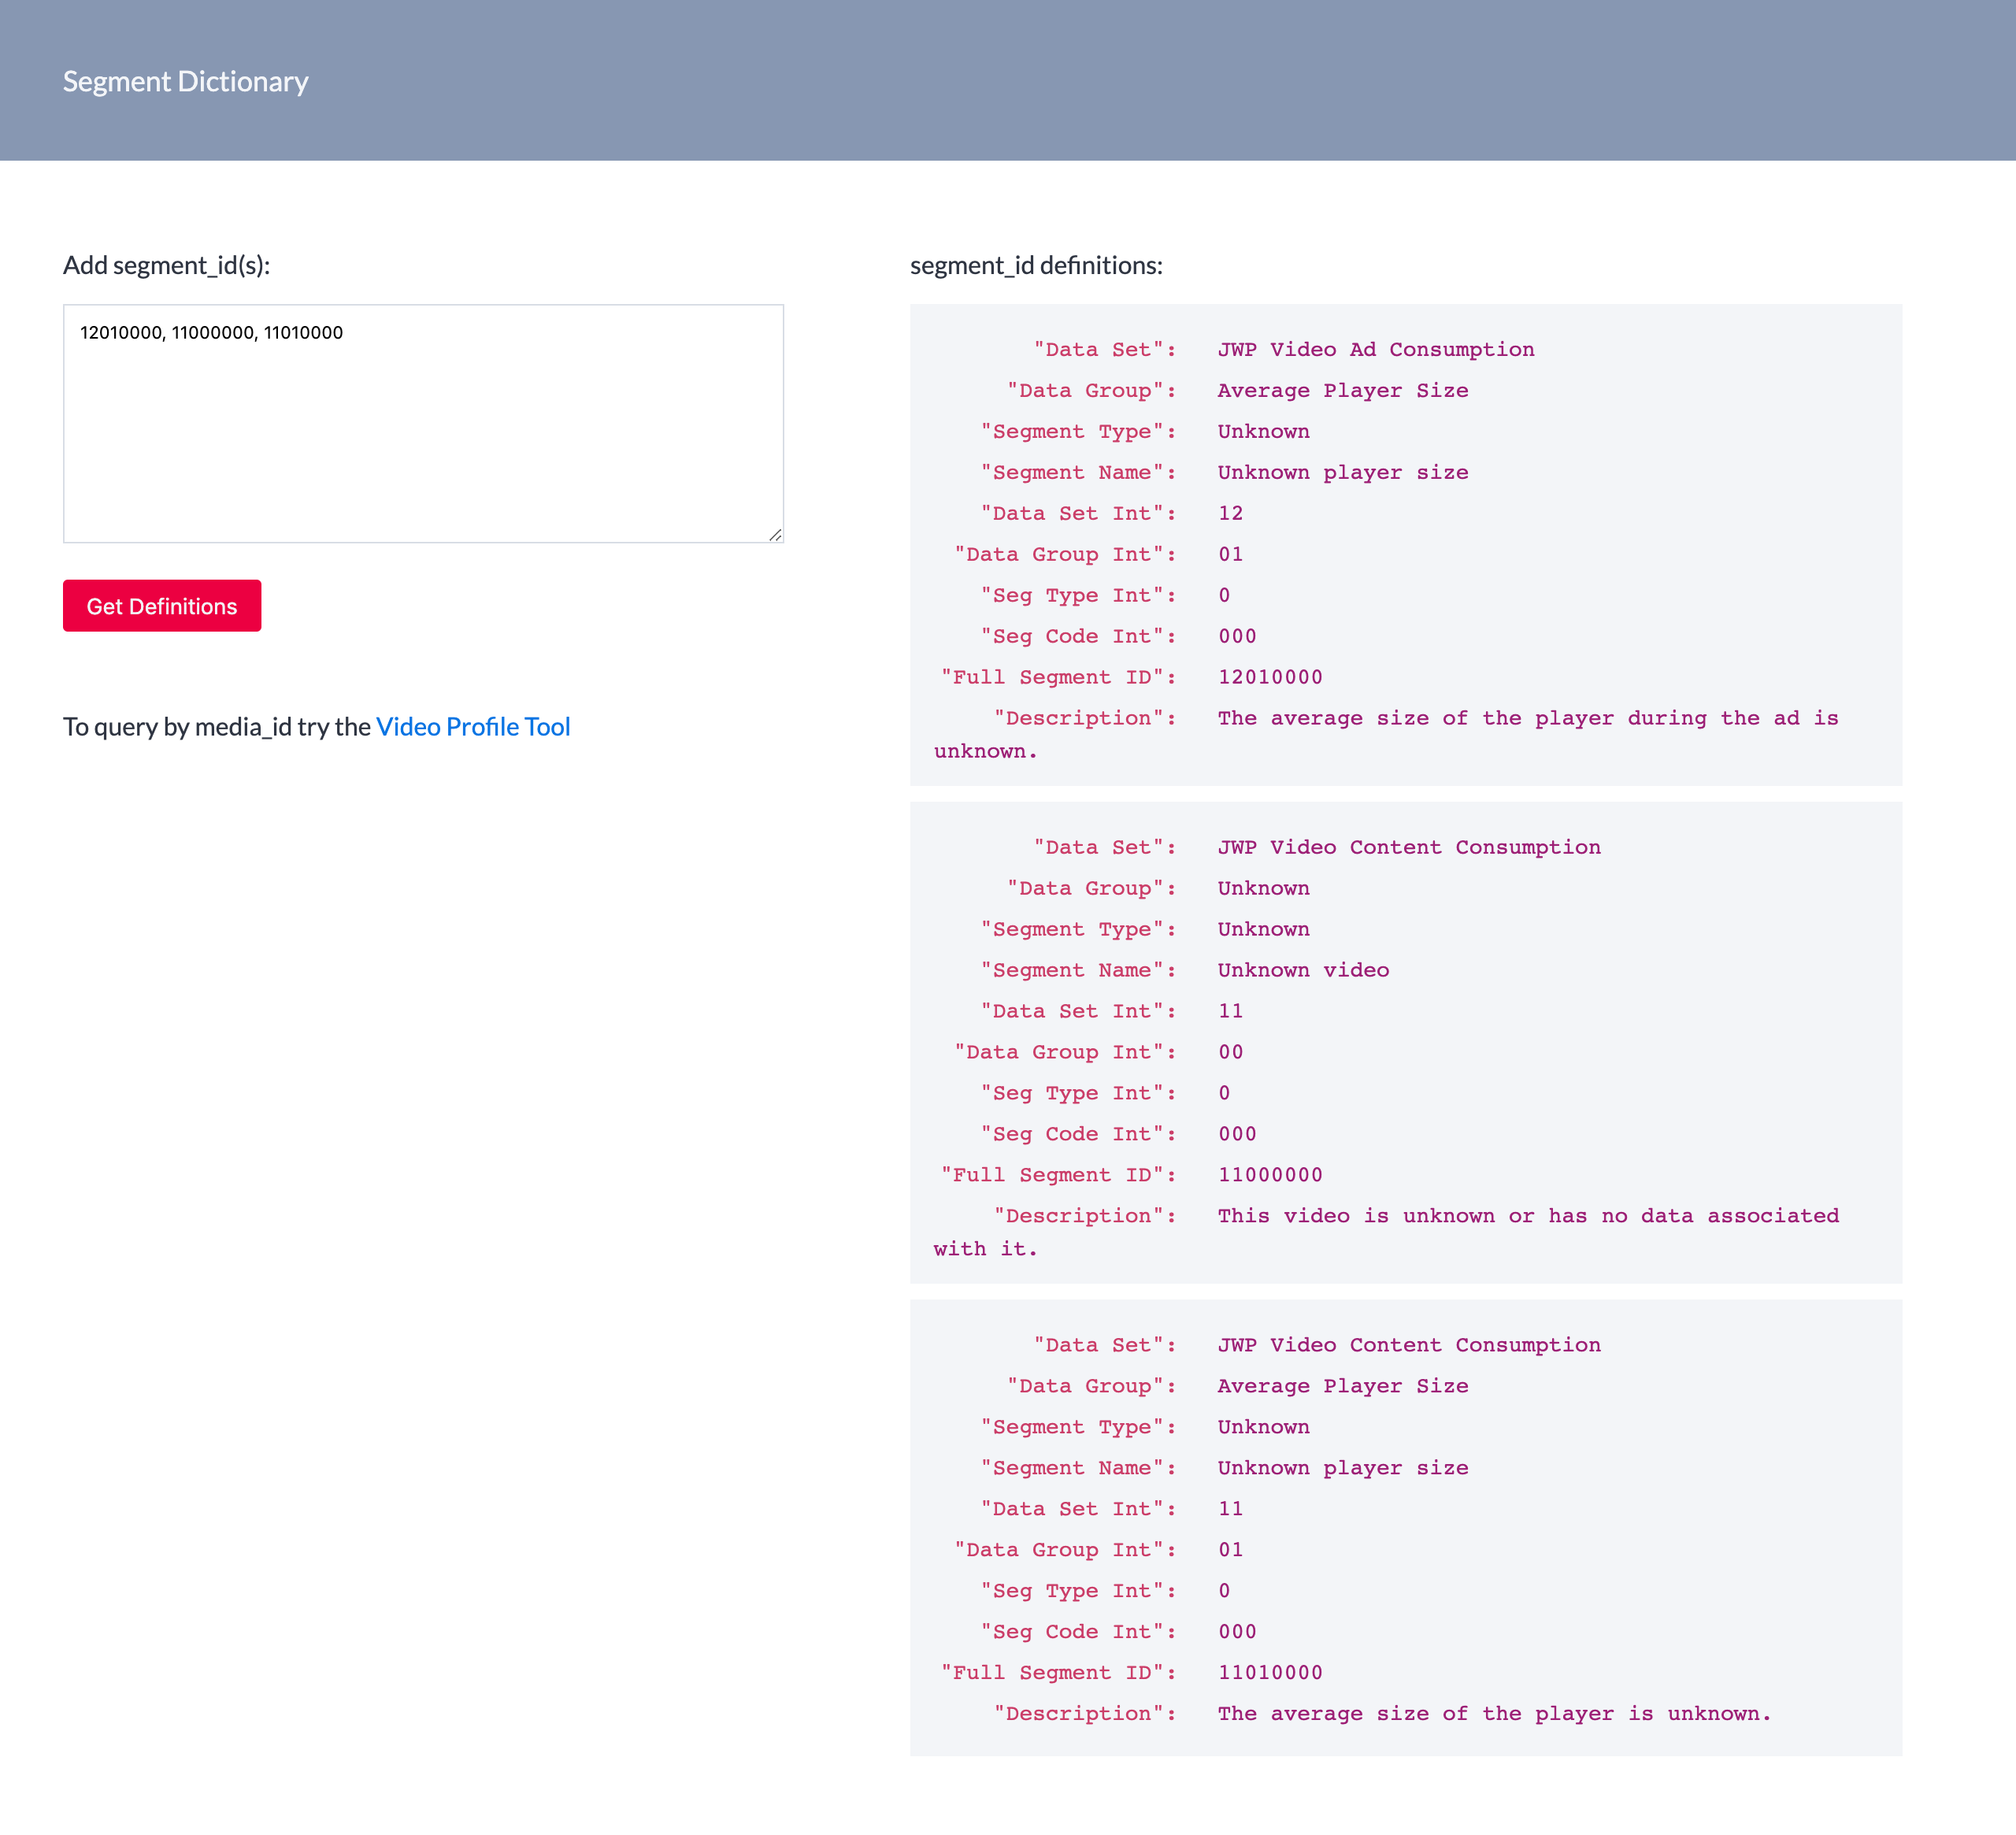 Segment Dictionary
Add segment_id(s):
12010000, 11000000, 11010000
Get Definitions
To query by media_id try the Video Profile Tool
segment_id definitions:
"Data Set": JWP Video Ad Consumption
"Data Group": Average Player Size
"Segment Type": Unknown
"Segment Name": Unknown player size
"Data Set Int": 12
"Data Group Int": 01
"Seg Type Int": 0
"Seg Code Int": 000
"Full Segment ID": 12010000
"Description": The average size of the player during the ad is
unknown.
"Data Set": JWP Video Content Consumption
"Data Group": Unknown
"Segment Type": Unknown
"Segment Name": Unknown video
"Data Set Int": 11
"Data Group Int": 00
"Seg Type Int": 0
"Seg Code Int": 000
"Full Segment ID": 11000000
"Description": This video is unknown or has no data associated
with it.
"Data Set": JWP Video Content Consumption
"Data Group": Average Player Size
"Segment Type": Unknown
"Segment Name": Unknown player size
"Data Set Int": 11
"Data Group Int": 01
"Seg Type Int": 0
"Seg Code Int": 000
"Full Segment ID": 11010000
"Description": The average size of the player is unknown.